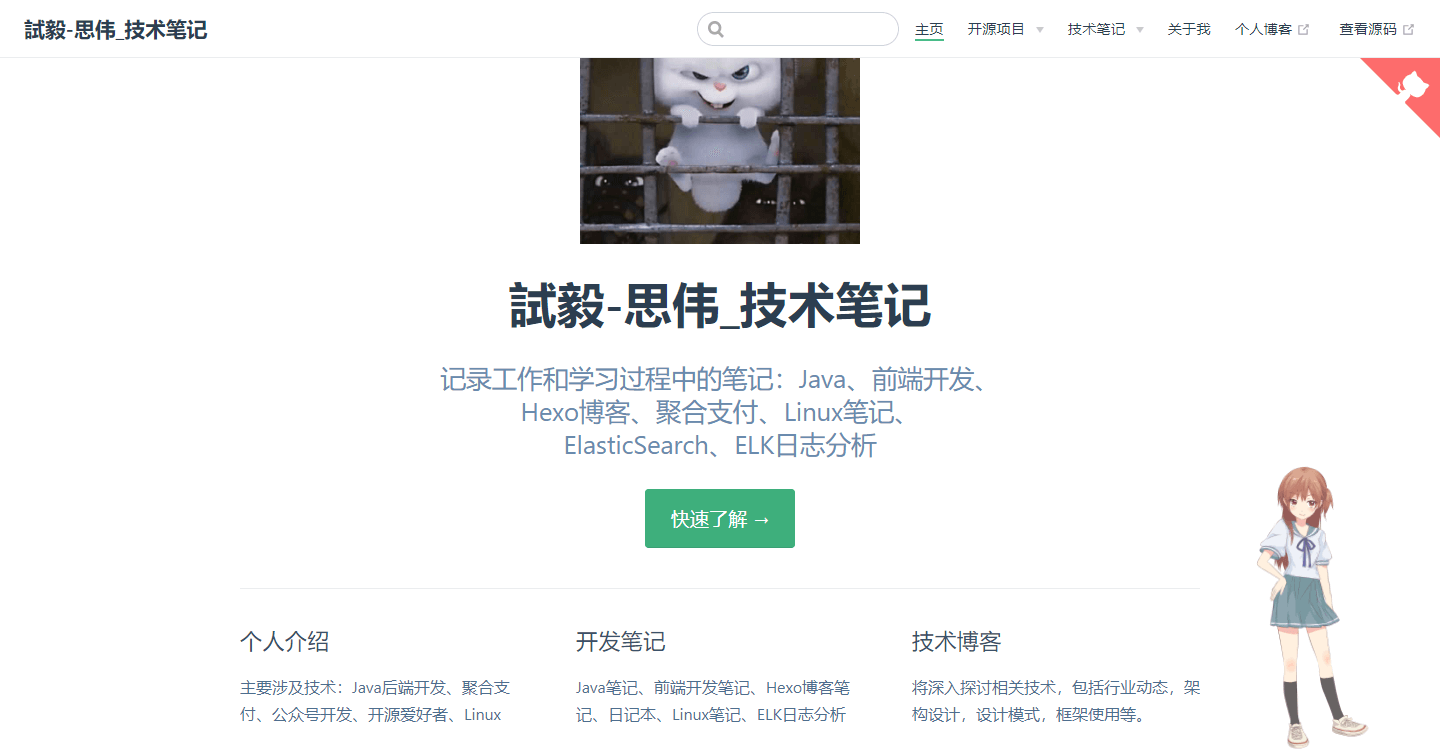 試毅-思伟_技术笔记
主页 开源项目 技术笔记 关于我 个人博客 查看源码
試毅-思伟_技术笔记
记录工作和学习过程中的笔记：Java、前端开发、
Hexo博客、聚合支付、Linux笔记、
ElasticSearch、ELK日志分析
快速了解 →
个人介绍
主要涉及技术：Java后端开发、聚合支
付、公众号开发、开源爱好者、Linux
开发笔记
Java笔记、前端开发笔记、Hexo博客笔
记、日记本、Linux笔记、ELK日志分析
技术博客
将深入探讨相关技术，包括行业动态，架
构设计，设计模式，框架使用等。